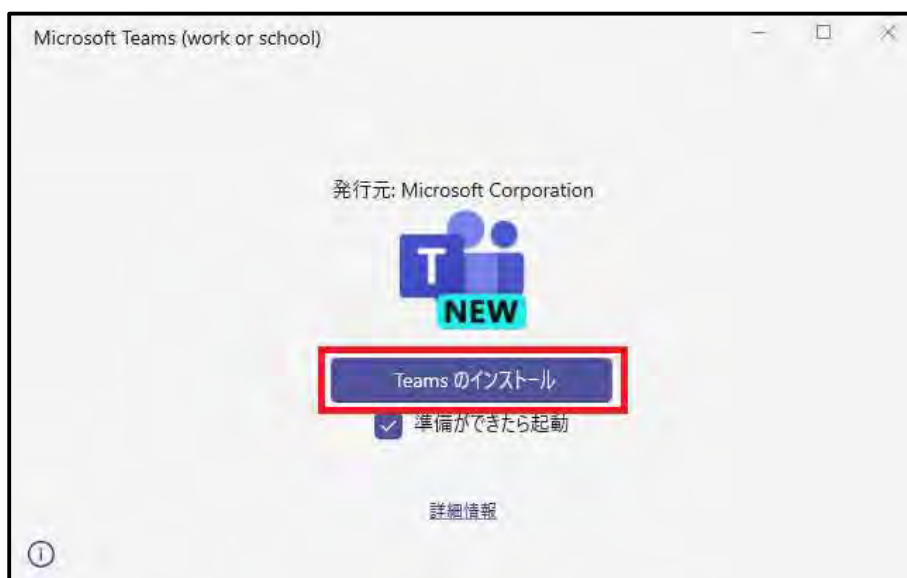 Microsoft Teams (work or school)
発行元: Microsoft Corporation
T
NEW
Teams のインストール
準備ができたら起動
詳細情報